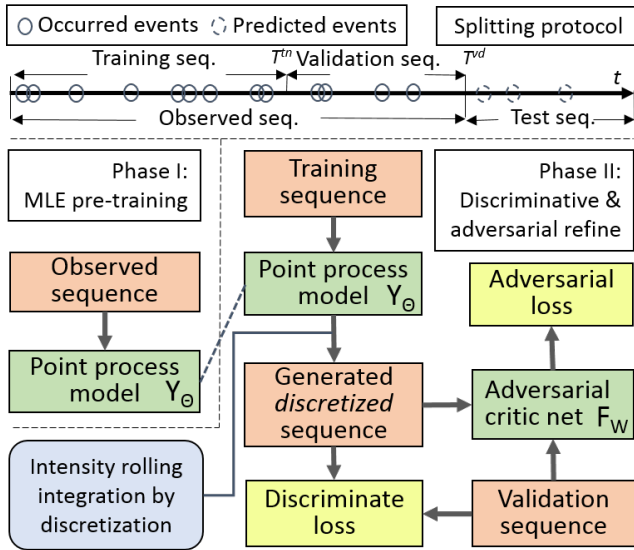 Occurred events
Predicted events
Splitting protocol
Training seq.
T^tn
Validation seq.
T^vd
t
Observed seq.
Test seq.
Phase I:
MLE pre-training
Training
sequence
Phase II:
Discriminative &
adversarial refine
Observed
sequence
Point process
model Y_Θ
Adversarial
loss
Point process
model Y_Θ
Generated
discretized
sequence
Adversarial
critic net F_W
Intensity rolling
integration by
discretization
Discriminate
loss
Validation
sequence